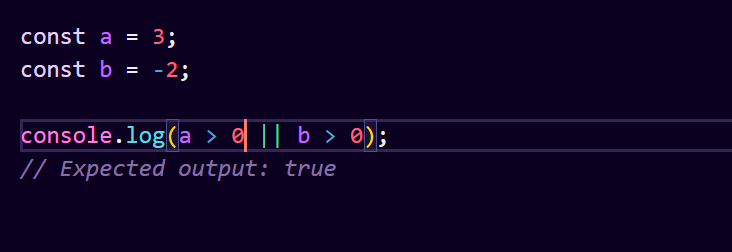 const a = 3;
const b = -2;
console.log(a > 0 || b > 0);
// Expected output: true